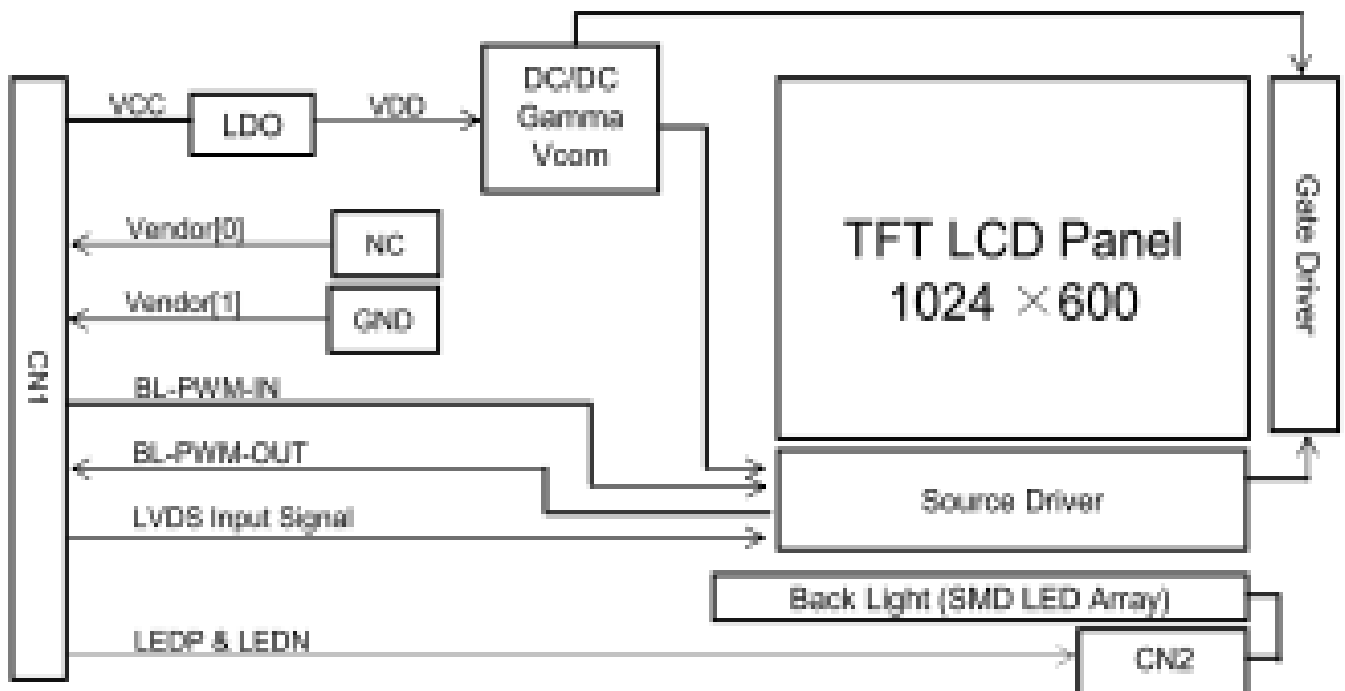 DC/DC
Gamma
Vcom
VCC
LDO
VDD
Vendor[0]
NC
Vendor[1]
GND
CN1
TFT LCD Panel
1024 ×600
Gate Driver
BL-PWM-IN
BL-PWM-OUT
LVDS Input Signal
Source Driver
Back Light (SMD LED Array)
LEDP & LEDN
CN2